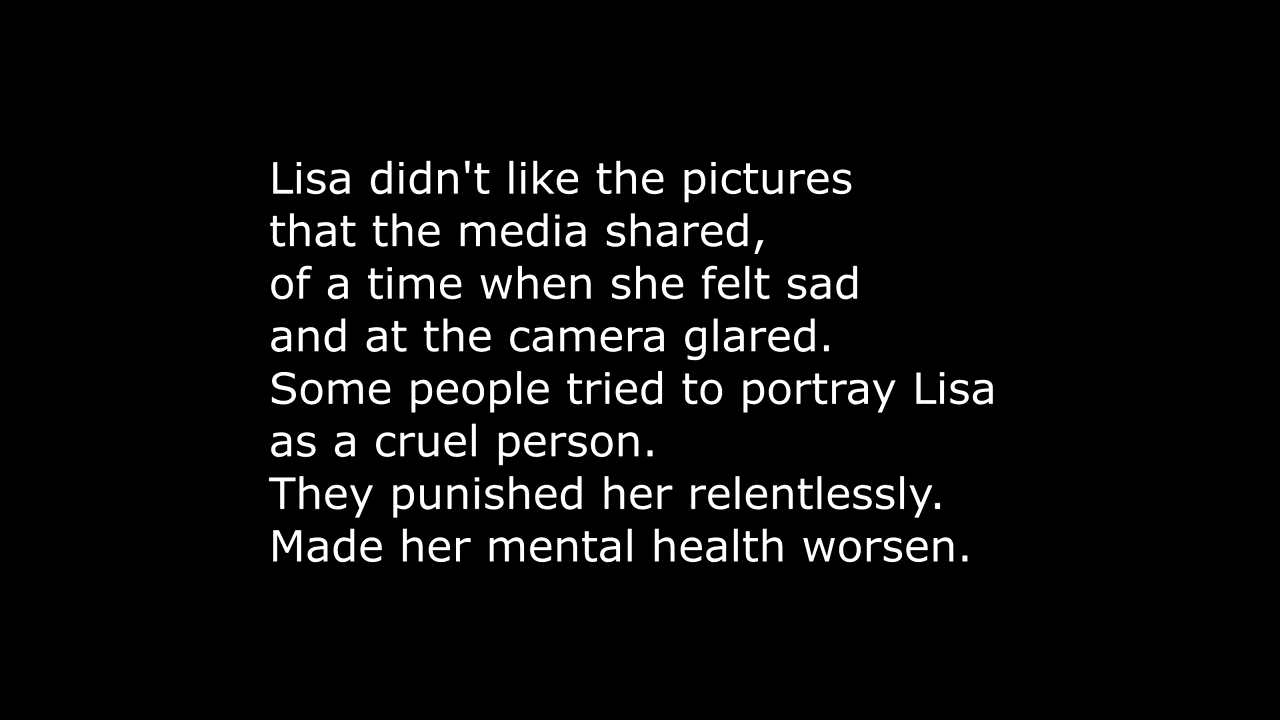 Lisa didn't like the pictures
that the media shared,
of a time when she felt sad
and at the camera glared.
Some people tried to portray Lisa
as a cruel person.
They punished her relentlessly.
Made her mental health worsen.